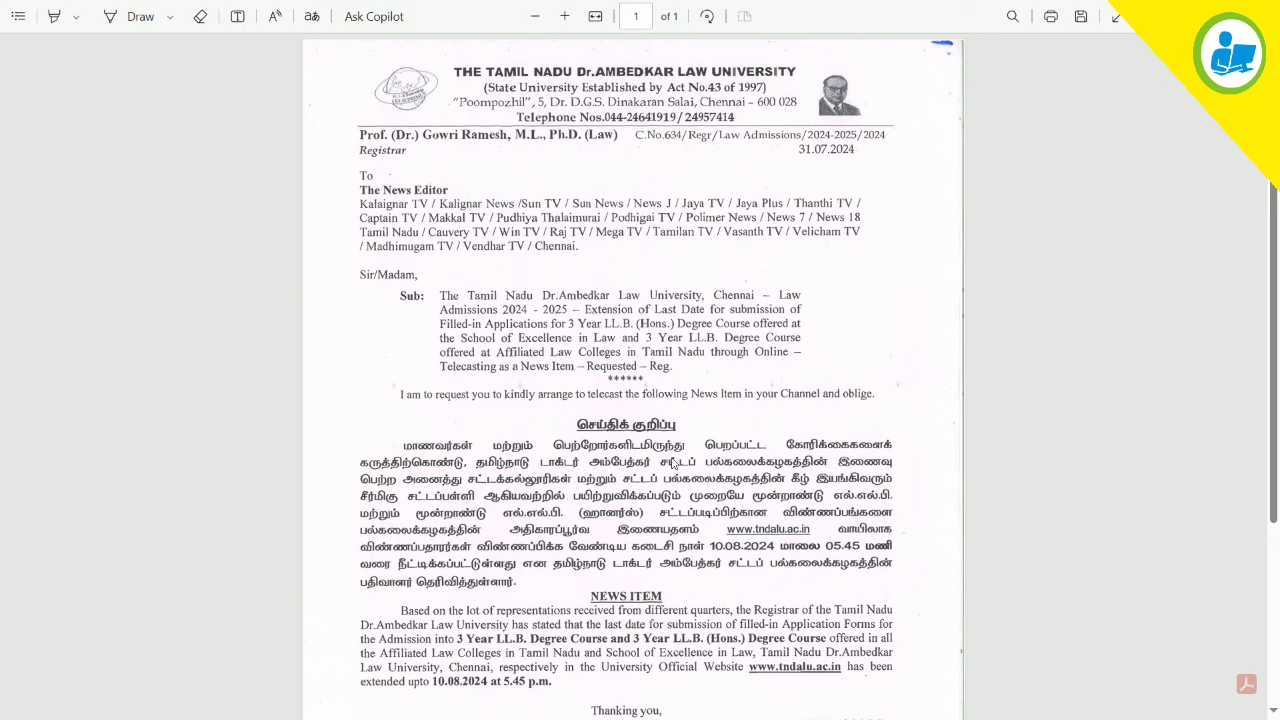 Draw
Ask Copilot
1 of 1
THE TAMIL NADU Dr.AMBEDKAR LAW UNIVERSITY
(State University Established by Act No.43 of 1997)
"Poompozhil", 5, Dr. D.G.S. Dinakaran Salai, Chennai – 600 028
Telephone Nos.044-24641919 / 24957414
Prof. (Dr.) Gowri Ramesh, M.L., Ph.D. (Law) C.No.634/Regr/Law Admissions/2024-2025/2024
Registrar 31.07.2024
To
The News Editor
Kalaignar TV / Kalignar News /Sun TV / Sun News / News J / Jaya TV / Jaya Plus / Thanthi TV /
Captain TV / Makkal TV / Pudhiya Thalaimurai / Podhigai TV / Polimer News / News 7 / News 18
Tamil Nadu / Cauvery TV / Win TV / Raj TV / Mega TV / Tamilan TV / Vasanth TV / Velicham TV
/ Madhimugam TV / Vendhar TV / Chennai.
Sir/Madam,
Sub: The Tamil Nadu Dr.Ambedkar Law University, Chennai – Law
Admissions 2024 - 2025 – Extension of Last Date for submission of
Filled-in Applications for 3 Year LL.B. (Hons.) Degree Course offered at
the School of Excellence in Law and 3 Year LL.B. Degree Course
offered at Affiliated Law Colleges in Tamil Nadu through Online –
Telecasting as a News Item – Requested – Reg.
******
I am to request you to kindly arrange to telecast the following News Item in your Channel and oblige.
செய்திக் குறிப்பு
மாணவர்கள் மற்றும் பெற்றோர்களிடமிருந்து பெறப்பட்ட கோரிக்கைகளைக்
கருத்திற்கொண்டு, தமிழ்நாடு டாக்டர் அம்பேத்கர் சட்டப் பல்கலைக்கழகத்தின் இணைவு
பெற்ற அனைத்து சட்டக்கல்லூரிகள் மற்றும் சட்டப் பல்கலைக்கழகத்தின் கீழ் இயங்கிவரும்
சீர்மிகு சட்டப்பள்ளி ஆகியவற்றில் பயிற்றுவிக்கப்படும் முறையே மூன்றாண்டு எல்.எல்.பி.
மற்றும் மூன்றாண்டு எல்.எல்.பி. (ஹானர்ஸ்) சட்டப்படிப்பிற்கான விண்ணப்பங்களை
பல்கலைக்கழகத்தின் அதிகாரப்பூர்வ இணையதளம் www.tndalu.ac.in வாயிலாக
விண்ணப்பதாரர்கள் விண்ணப்பிக்க வேண்டிய கடைசி நாள் 10.08.2024 மாலை 05.45 மணி
வரை நீட்டிக்கப்பட்டுள்ளது என தமிழ்நாடு டாக்டர் அம்பேத்கர் சட்டப் பல்கலைக்கழகத்தின்
பதிவாளர் தெரிவித்துள்ளார்.
NEWS ITEM
Based on the lot of representations received from different quarters, the Registrar of the Tamil Nadu
Dr.Ambedkar Law University has stated that the last date for submission of filled-in Application Forms for
the Admission into 3 Year LL.B. Degree Course and 3 Year LL.B. (Hons.) Degree Course offered in all
the Affiliated Law Colleges in Tamil Nadu and School of Excellence in Law, Tamil Nadu Dr.Ambedkar
Law University, Chennai, respectively in the University Official Website www.tndalu.ac.in has been
extended upto 10.08.2024 at 5.45 p.m.
Thanking you,